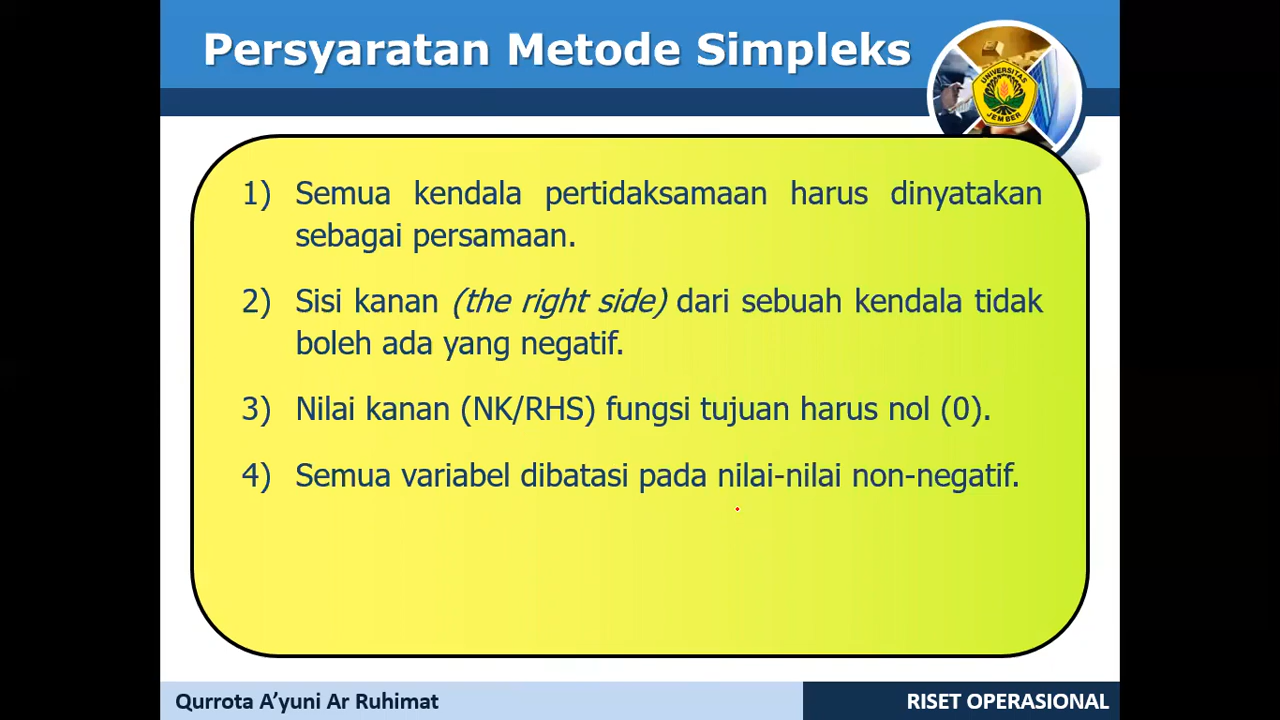 Persyaratan Metode Simpleks
UNIVERSITAS
JEMBER
1) Semua kendala pertidaksamaan harus dinyatakan
sebagai persamaan.
2) Sisi kanan (the right side) dari sebuah kendala tidak
boleh ada yang negatif.
3) Nilai kanan (NK/RHS) fungsi tujuan harus nol (0).
4) Semua variabel dibatasi pada nilai-nilai non-negatif.
Qurrota A’yuni Ar Ruhimat
RISET OPERASIONAL